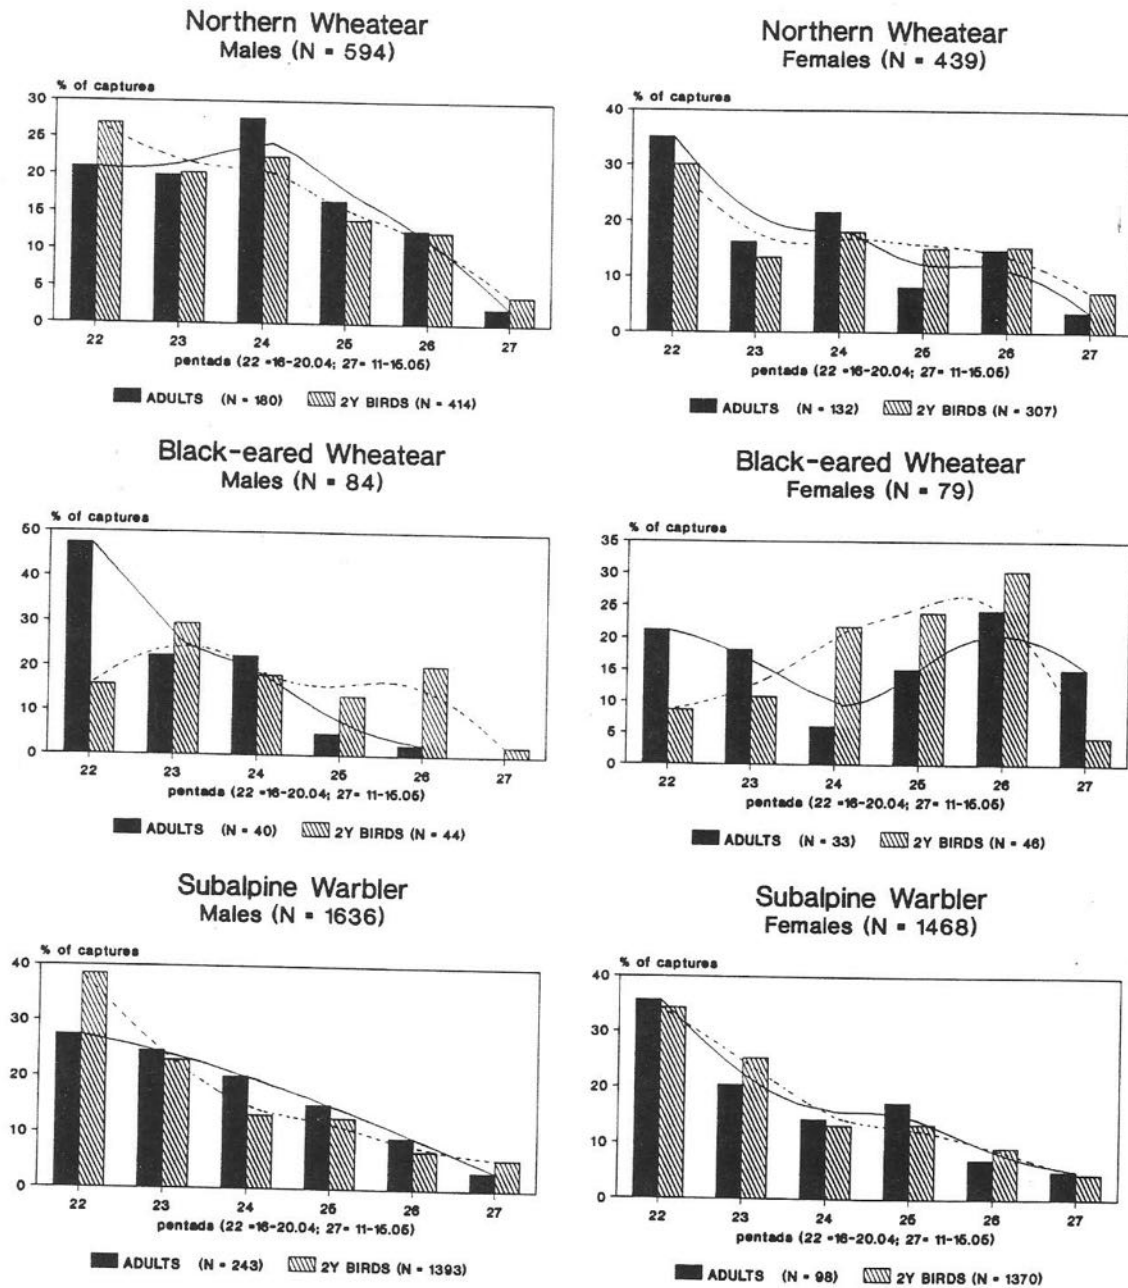 Northern Wheatear
Males (N = 594)
% of captures
30
25
20
15
10
5
0
22 23 24 25 26 27
pentada (22 =16-20.04; 27= 11-15.05)
ADULTS (N = 180) 2Y BIRDS (N = 414)
Northern Wheatear
Females (N = 439)
% of captures
40
30
20
10
0
22 23 24 25 26 27
pentada (22 =16-20.04; 27= 11-15.05)
ADULTS (N = 132) 2Y BIRDS (N = 307)
Black-eared Wheatear
Males (N = 84)
% of captures
50
40
30
20
10
0
22 23 24 25 26 27
pentada (22 =16-20.04; 27= 11-15.05)
ADULTS (N = 40) 2Y BIRDS (N = 44)
Black-eared Wheatear
Females (N = 79)
% of captures
35
30
25
20
15
10
5
0
22 23 24 25 26 27
pentada (22 =16-20.04; 27= 11-15.05)
ADULTS (N = 33) 2Y BIRDS (N = 46)
Subalpine Warbler
Males (N = 1636)
% of captures
40
30
20
10
0
22 23 24 25 26 27
pentada (22 =16-20.04; 27= 11-15.05)
ADULTS (N = 243) 2Y BIRDS (N = 1393)
Subalpine Warbler
Females (N = 1468)
% of captures
40
30
20
10
0
22 23 24 25 26 27
pentada (22 =16-20.04; 27= 11-15.05)
ADULTS (N = 98) 2Y BIRDS (N = 1370)